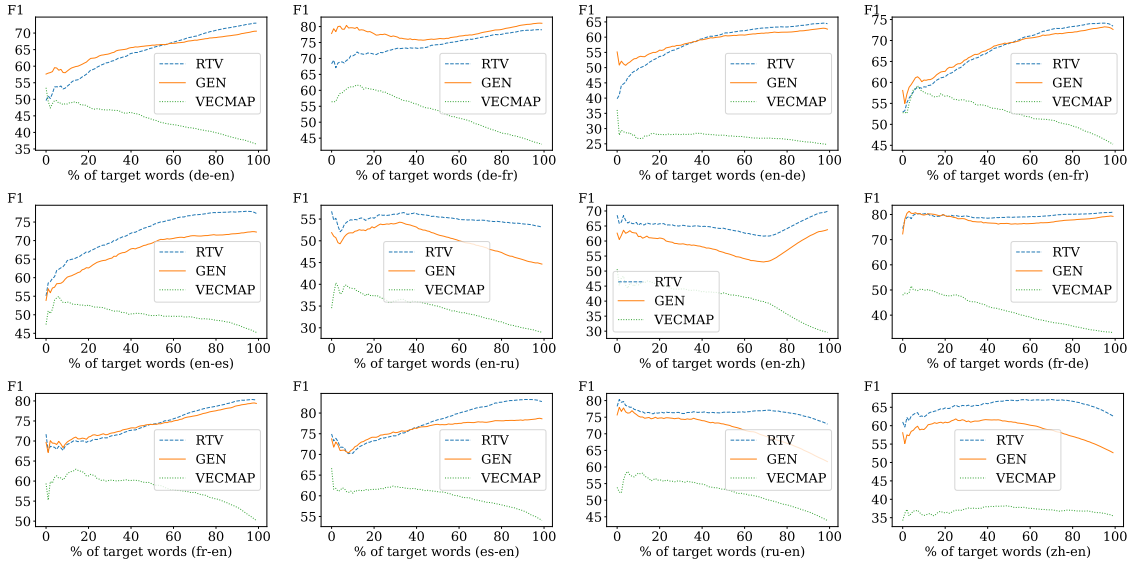 F1
70
65
60
55
50
45
40
35
0 20 40 60 80 100
% of target words (de-en)
RTV
GEN
VECMAP
F1
80
75
70
65
60
55
50
45
0 20 40 60 80 100
% of target words (de-fr)
RTV
GEN
VECMAP
F1
65
60
55
50
45
40
35
30
25
0 20 40 60 80 100
% of target words (en-de)
RTV
GEN
VECMAP
F1
75
70
65
60
55
50
45
0 20 40 60 80 100
% of target words (en-fr)
RTV
GEN
VECMAP
F1
75
70
65
60
55
50
45
0 20 40 60 80 100
% of target words (en-es)
RTV
GEN
VECMAP
F1
55
50
45
40
35
30
0 20 40 60 80 100
% of target words (en-ru)
RTV
GEN
VECMAP
F1
70
65
60
55
50
45
40
35
30
0 20 40 60 80 100
% of target words (en-zh)
RTV
GEN
VECMAP
F1
80
70
60
50
40
0 20 40 60 80 100
% of target words (fr-de)
RTV
GEN
VECMAP
F1
80
75
70
65
60
55
50
0 20 40 60 80 100
% of target words (fr-en)
RTV
GEN
VECMAP
F1
80
75
70
65
60
55
0 20 40 60 80 100
% of target words (es-en)
RTV
GEN
VECMAP
F1
80
75
70
65
60
55
50
45
0 20 40 60 80 100
% of target words (ru-en)
RTV
GEN
VECMAP
F1
65
60
55
50
45
40
35
0 20 40 60 80 100
% of target words (zh-en)
RTV
GEN
VECMAP